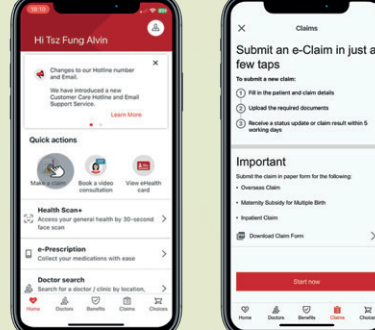 18:10
Hi Tsz Fung Alvin
Changes to our Hotline number
and Email.
We have introduced a new
Customer Care Hotline and Email
Support Service.
Learn More
Quick actions
Make a claim
Book a video
consultation
View eHealth
card
Health Scan+
Access your general health by 30-second
face scan
e-Prescription
Collect your medications with ease
Doctor search
Search for a doctor / clinic by location,
Home
Doctors
Benefits
Claims
Choices
Claims
Submit an e-Claim in just a
few taps
To submit a new claim:
1 Fill in the patient and claim details
2 Upload the required documents
3 Receive a status update or claim result within 5
working days
Important
Submit the claim in paper form for the following:
• Overseas Claim
• Maternity Subsidy for Multiple Birth
• Inpatient Claim
Download Claim Form
Start now
Home
Doctors
Benefits
Claims
Choices